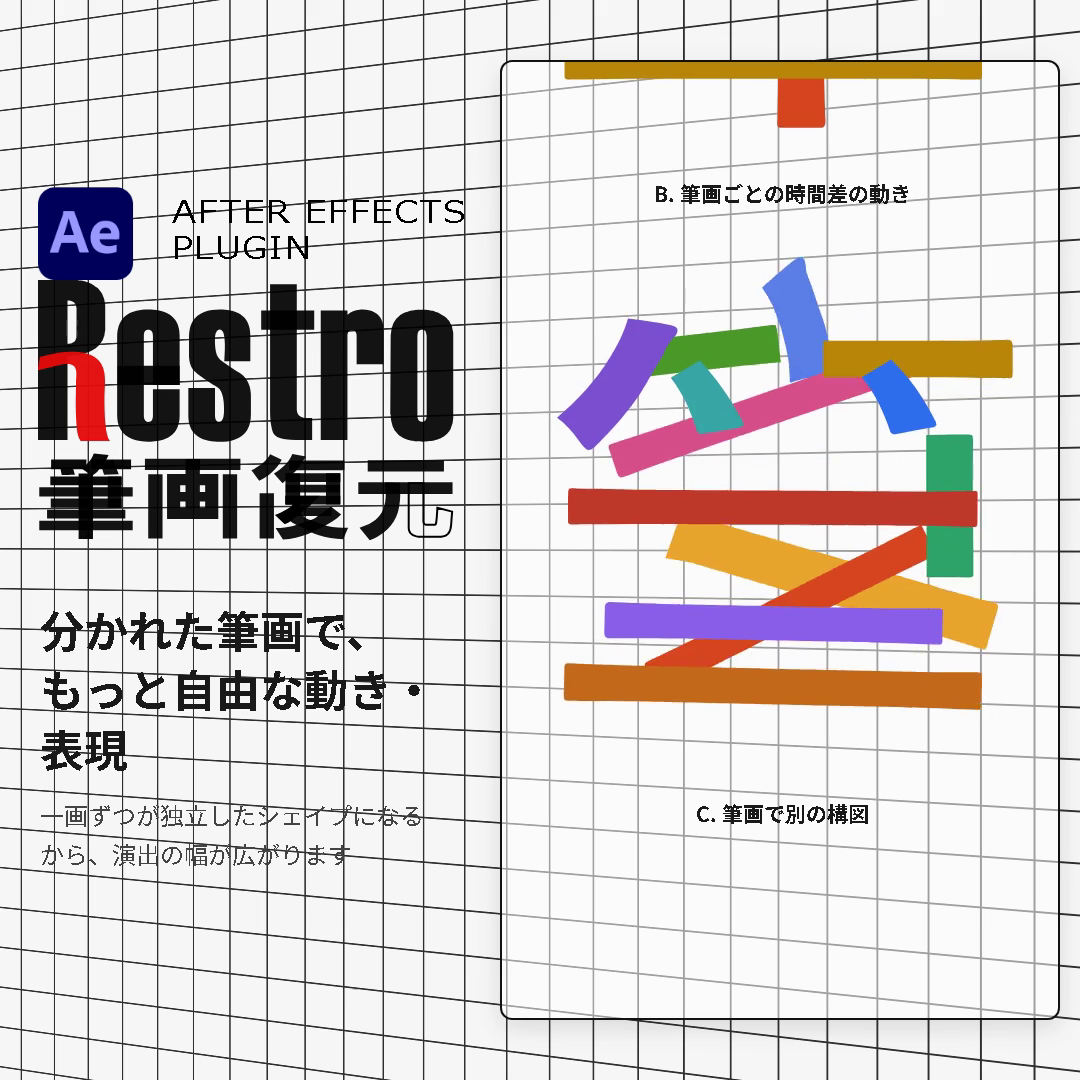 Ae
AFTER EFFECTS
PLUGIN
Restro
筆画復元
分かれた筆画で、
もっと自由な動き・
表現
一画ずつが独立したシェイプになる
から、演出の幅が広がります
B. 筆画ごとの時間差の動き
C. 筆画で別の構図